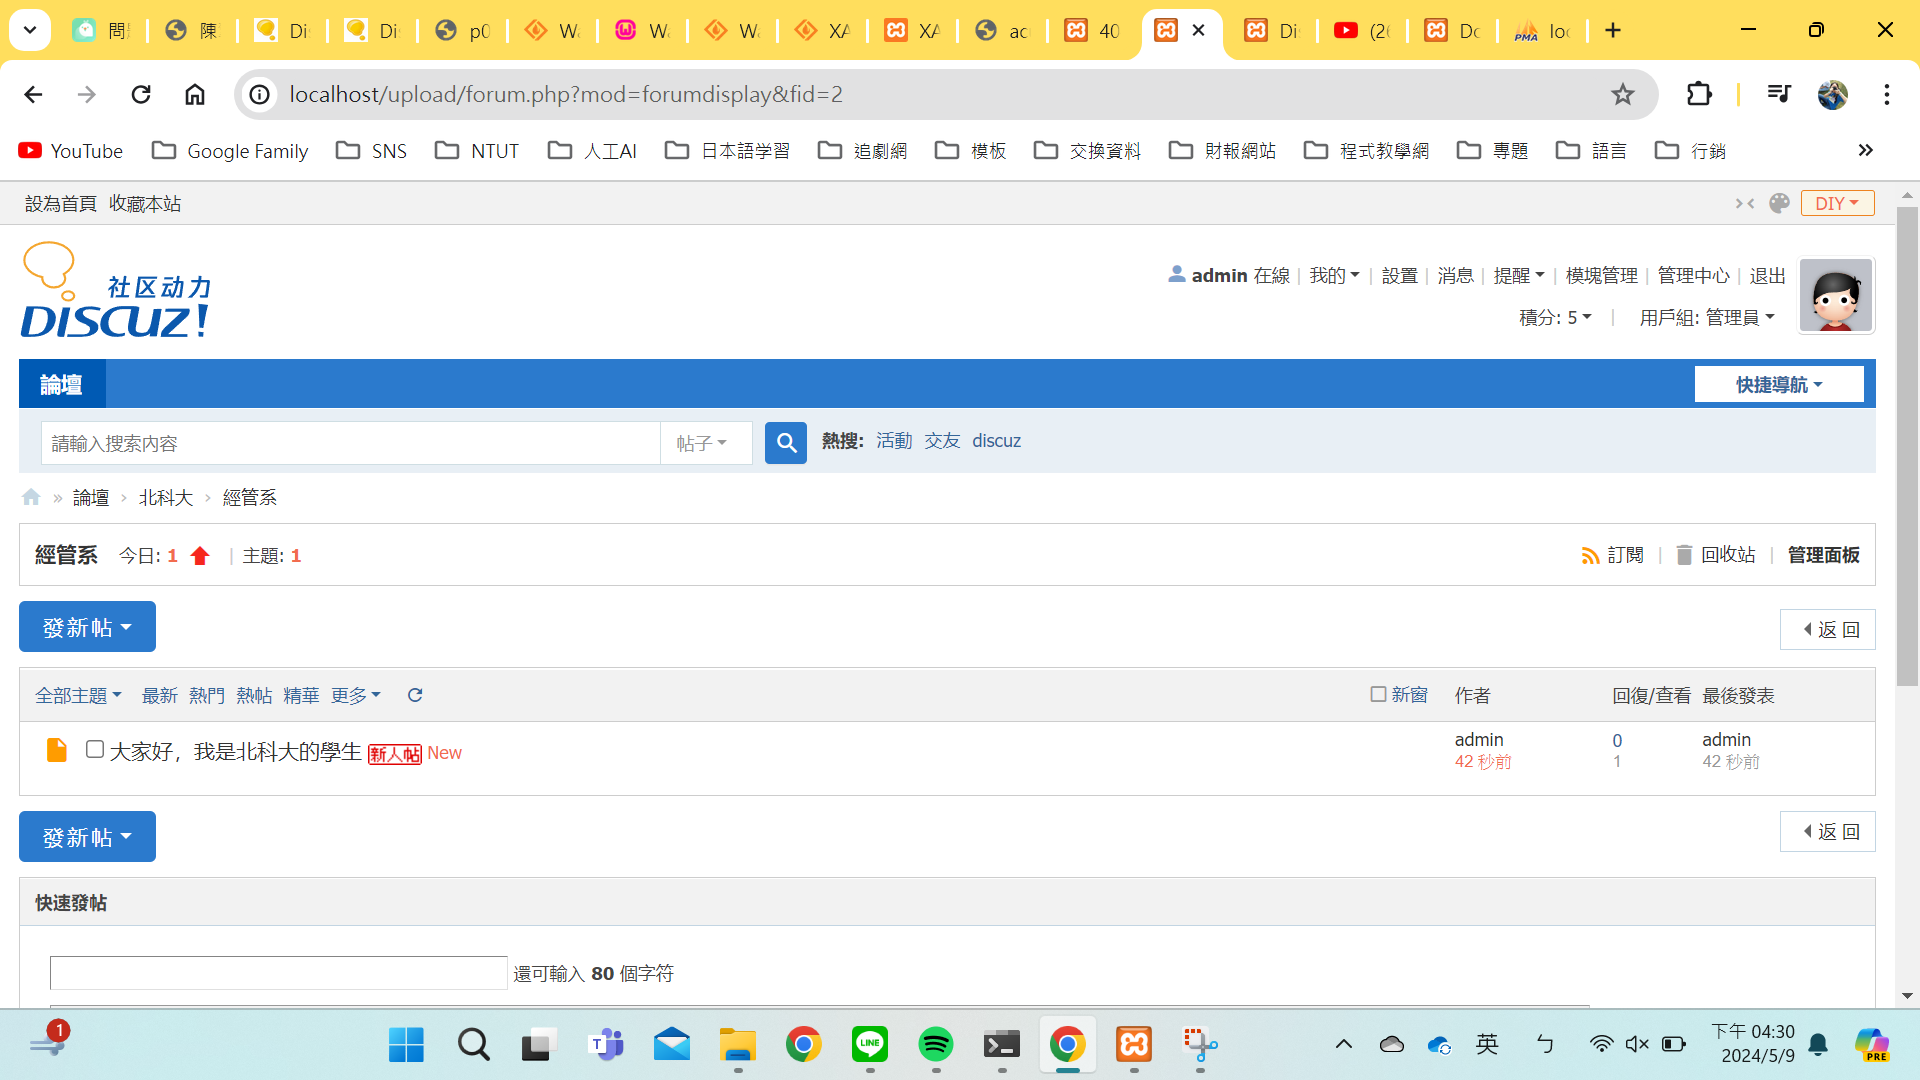 問 陳 Di Di p0 Wa Wa Wa XA XA ac 40 Di (26 Do loc
localhost/upload/forum.php?mod=forumdisplay&fid=2
YouTube Google Family SNS NTUT 人工AI 日本語学習 追劇網 模板 交換資料 財報網站 程式教學網 專題 語言 行銷 »
設為首頁 收藏本站 DIY
社区动力
DISCUZ!
admin 在線 | 我的 | 設置 | 消息 | 提醒 | 模塊管理 | 管理中心 | 退出
積分: 5 | 用戶組: 管理員
論壇 快捷導航
請輸入搜索內容 帖子 熱搜: 活動 交友 discuz
» 論壇 › 北科大 › 經管系
經管系 今日: 1 | 主題: 1 訂閱 | 回收站 | 管理面板
發新帖 返 回
全部主題 最新 熱門 熱帖 精華 更多 新窗 作者 回復/查看 最後發表
大家好，我是北科大的學生 新人帖 New admin 0 admin
42 秒前 1 42 秒前
發新帖 返 回
快速發帖
還可輸入 80 個字符
1 LINE 英 ㄅ 下午 04:30
2024/5/9 PRE